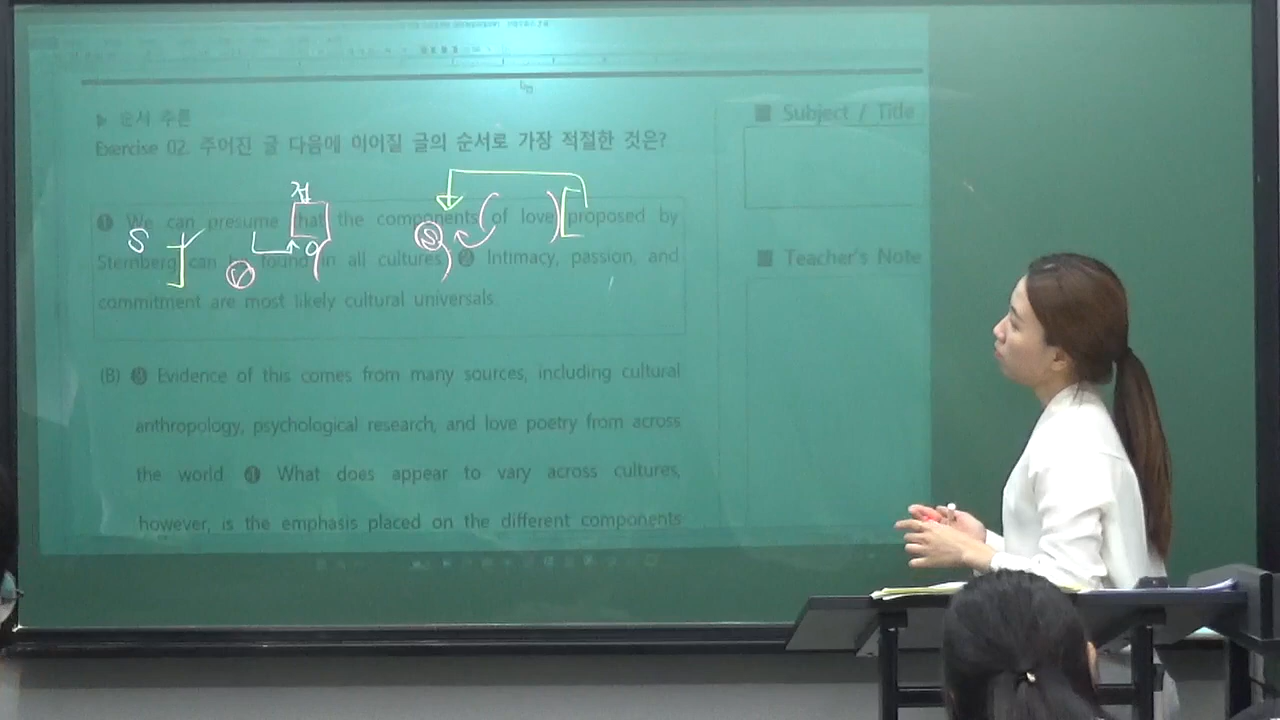 ▶ 순서 추론
Exercise 02. 주어진 글 다음에 이어질 글의 순서로 가장 적절한 것은?
❶ We can presume that the components of love proposed by
Sternberg can be found in all cultures. ❷ Intimacy, passion, and
commitment are most likely cultural universals.
(B) ❸ Evidence of this comes from many sources, including cultural
anthropology, psychological research, and love poetry from across
the world. ❹ What does appear to vary across cultures,
however, is the emphasis placed on the different components
■ Subject / Title
■ Teacher's Note
접
S
V
O
S